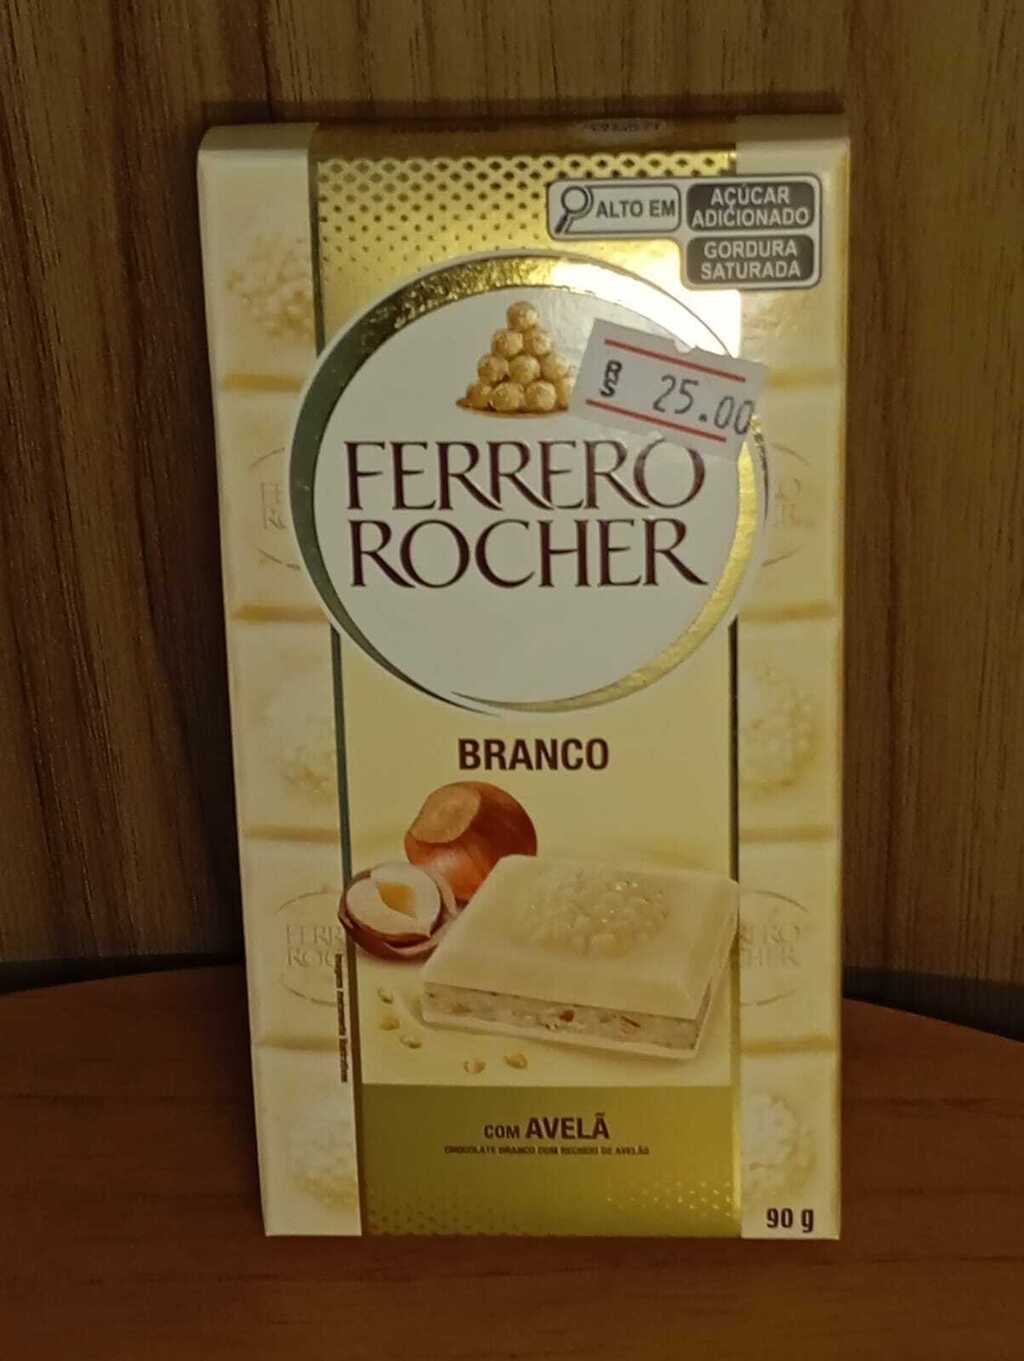 ALTO EM
AÇÚCAR
ADICIONADO
GORDURA
SATURADA
R$ 25.00
FERRERO
ROCHER
BRANCO
COM AVELÃ
CHOCOLATE BRANCO COM RECHEIO DE AVELÃS
90 g